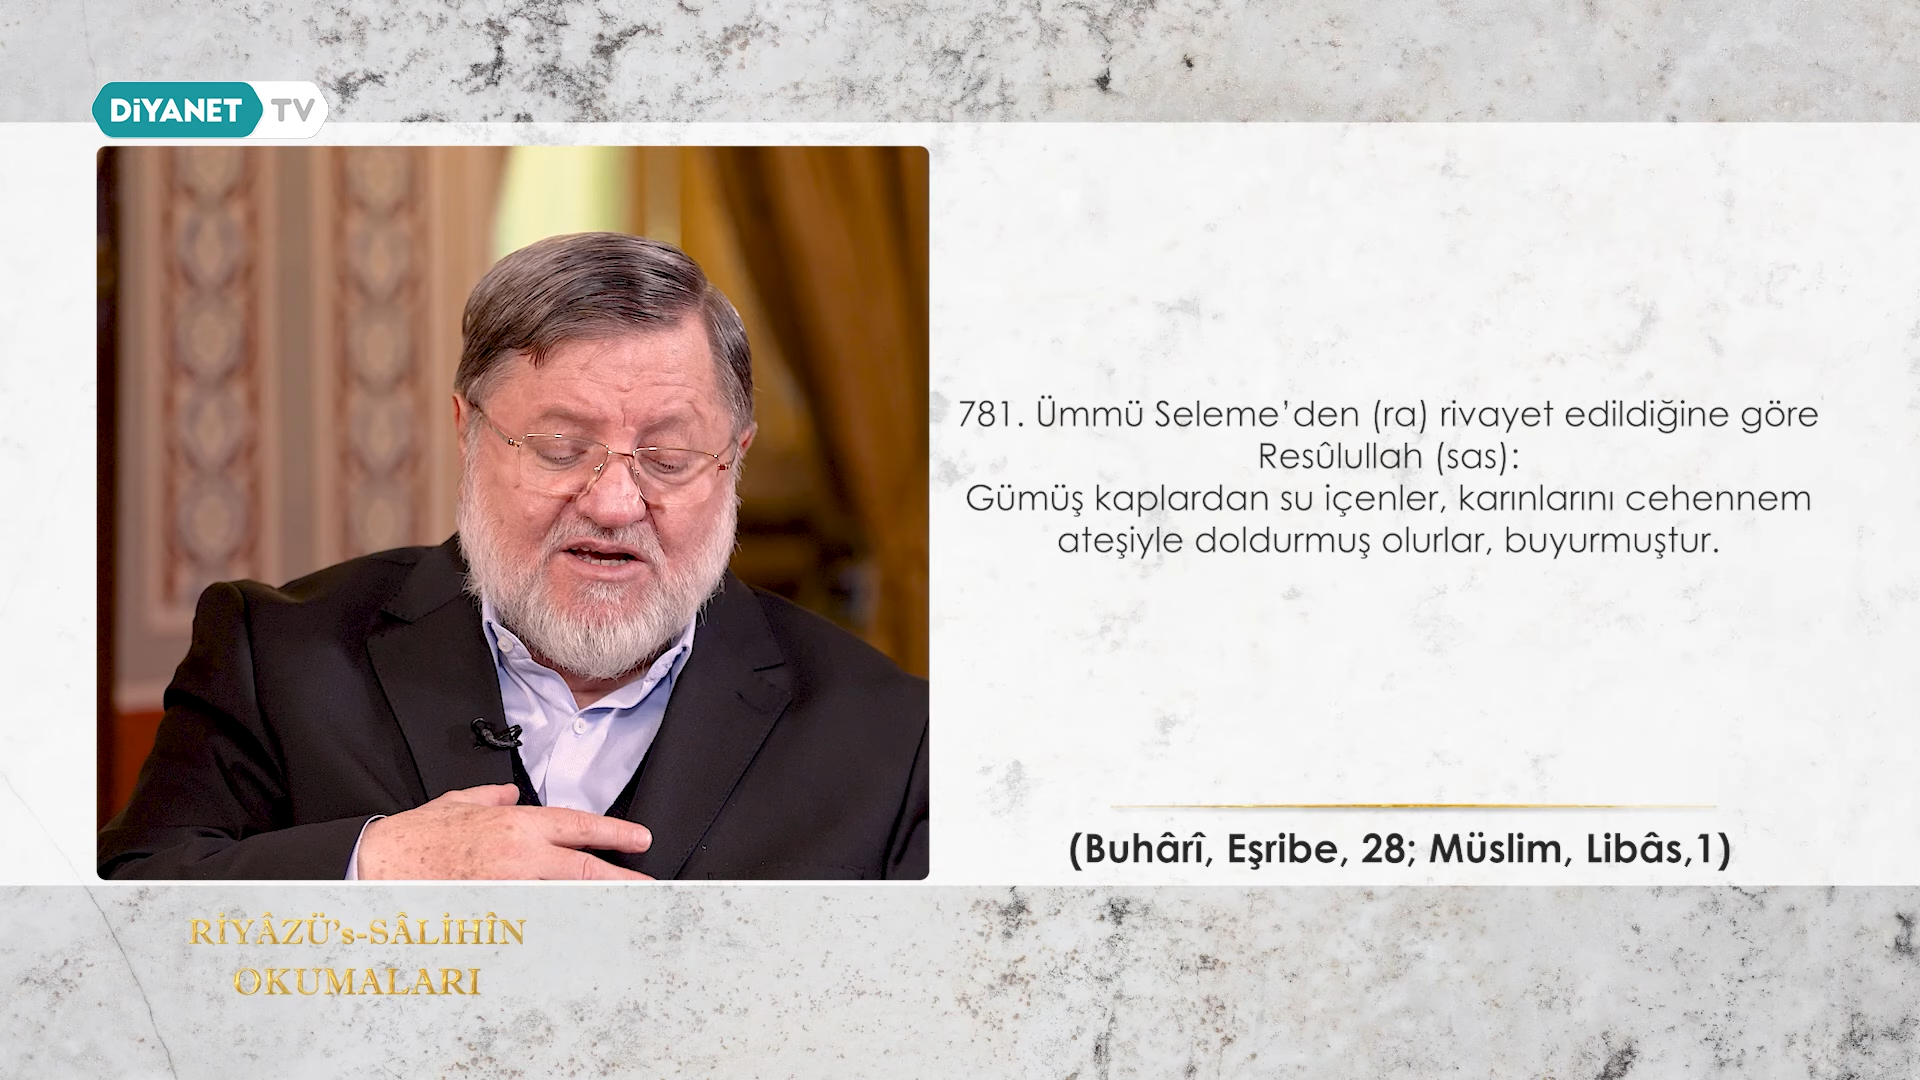 DİYANET TV
781. Ümmü Seleme’den (ra) rivayet edildiğine göre
Resûlullah (sas):
Gümüş kaplardan su içenler, karınlarını cehennem
ateşiyle doldurmuş olurlar, buyurmuştur.
(Buhârî, Eşribe, 28; Müslim, Libâs,1)
RİYÂZÜ’s-SÂLİHÎN
OKUMALARI